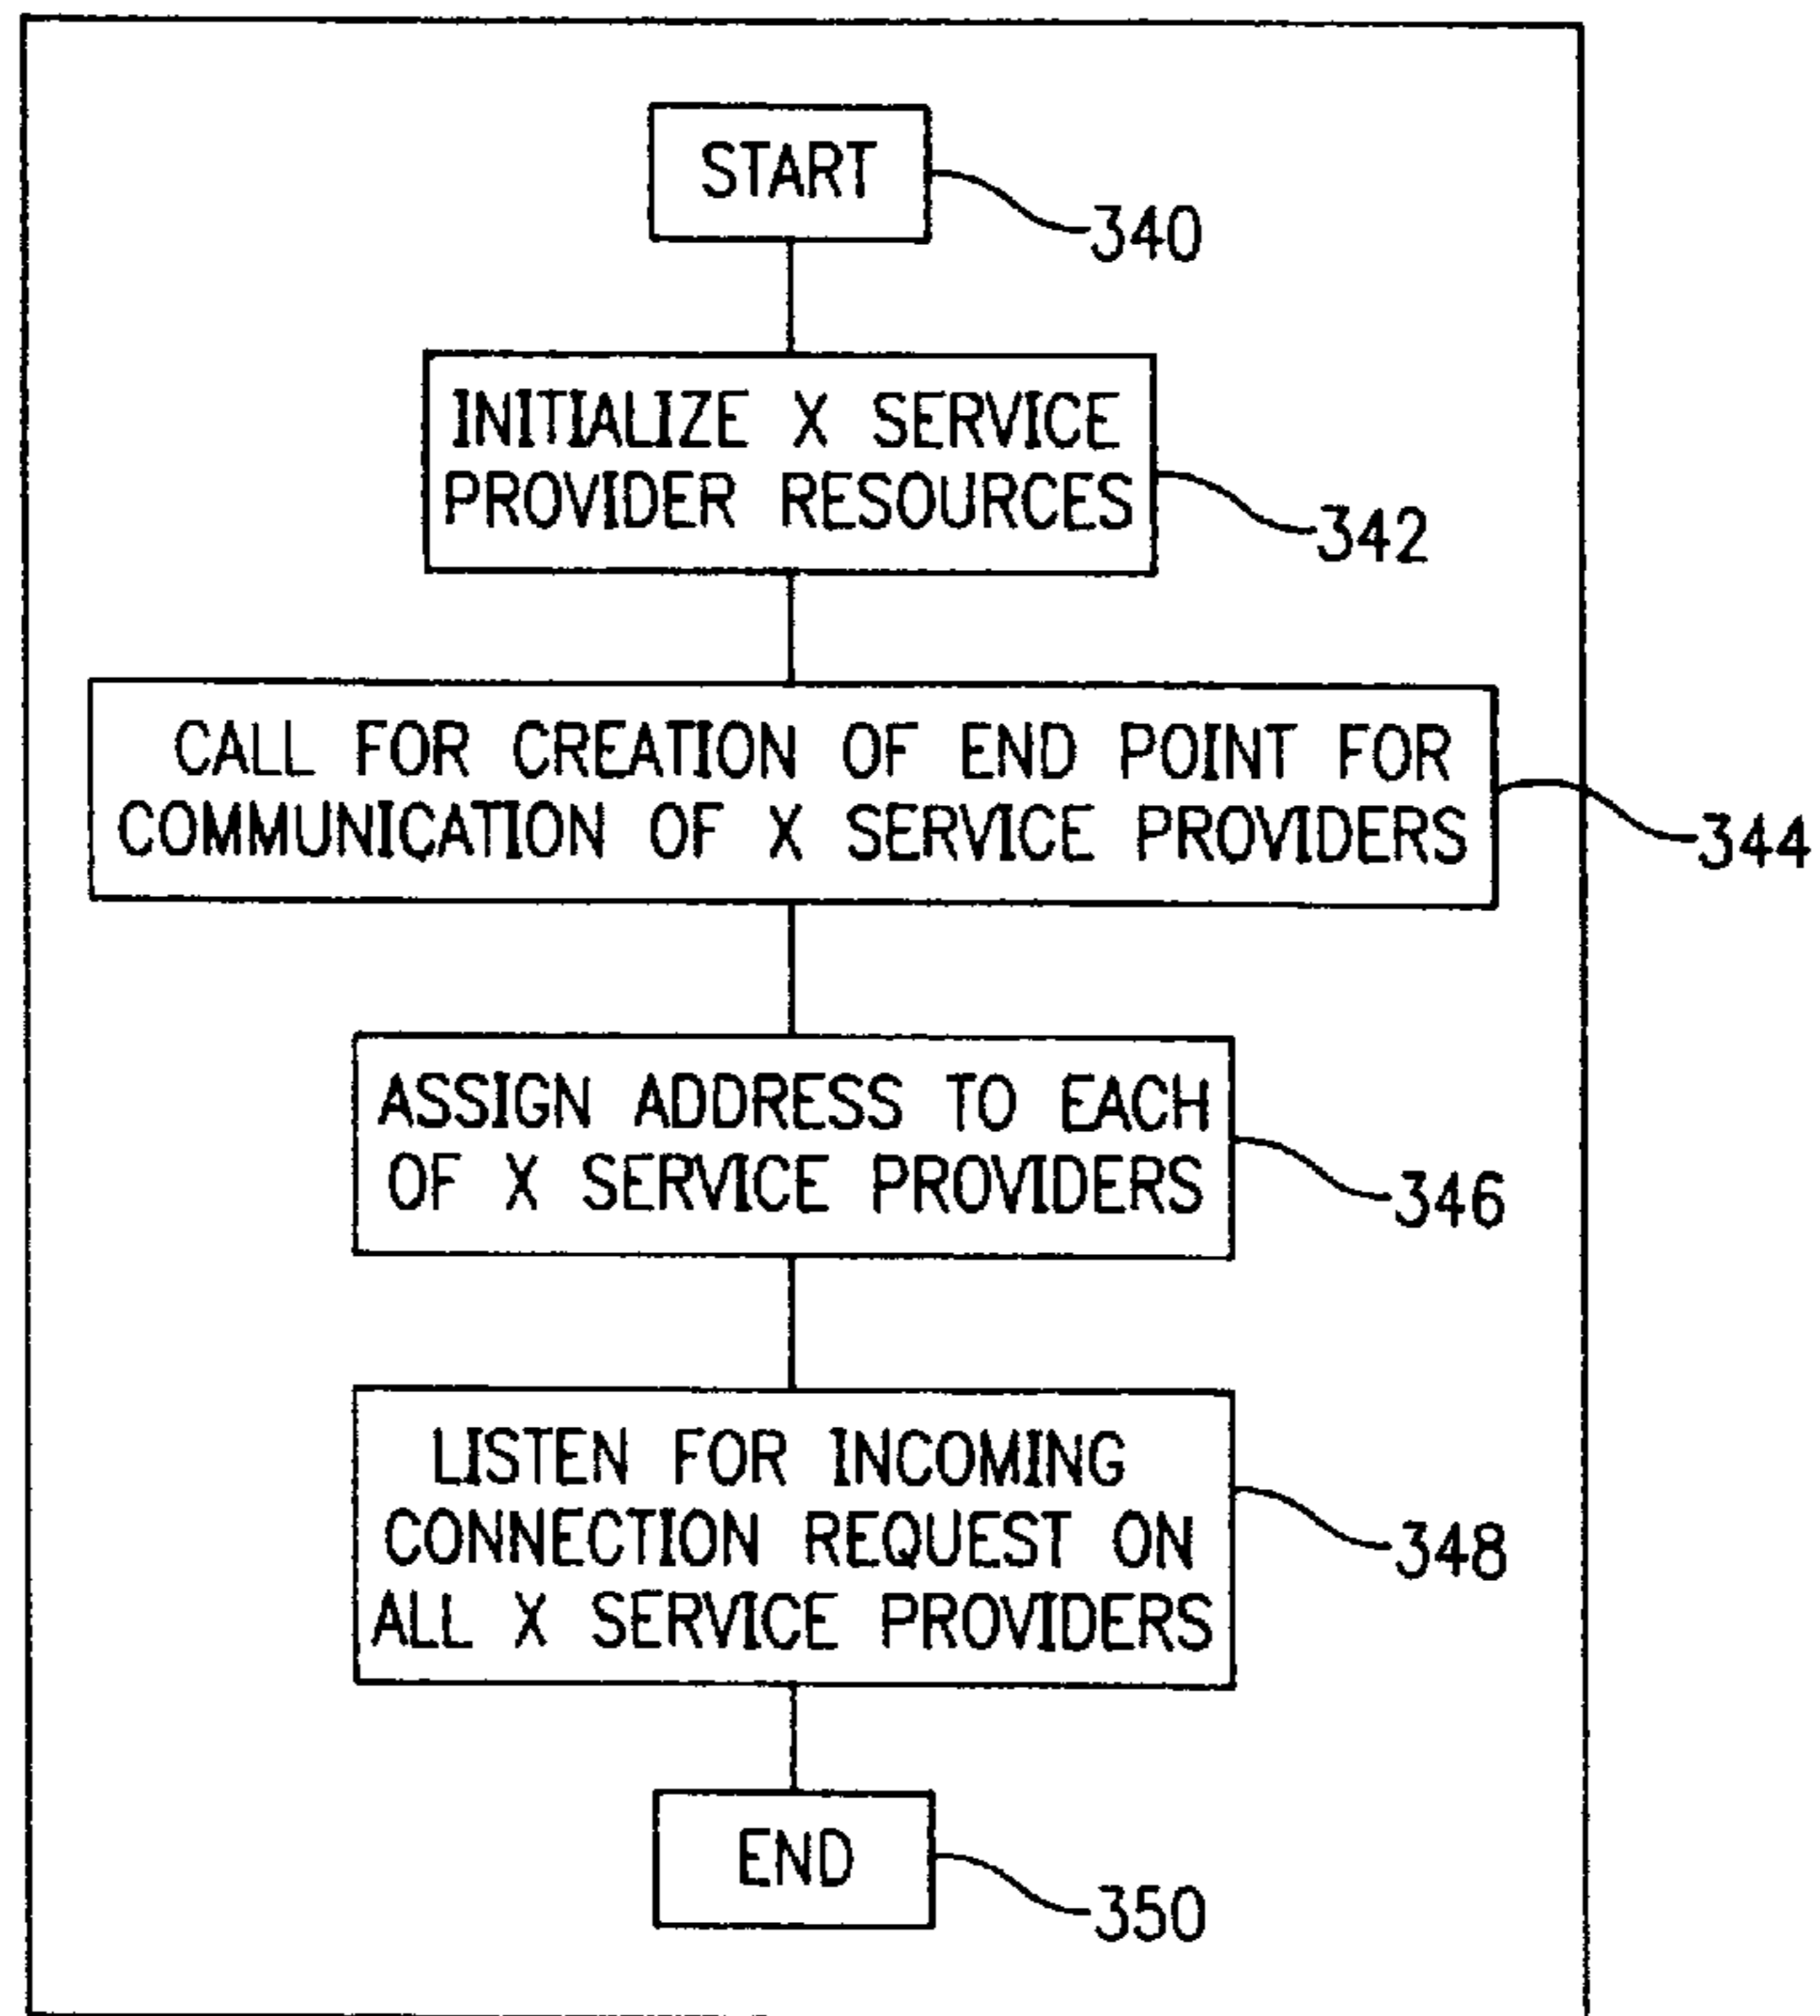 START
340
INITIALIZE X SERVICE
PROVIDER RESOURCES
342
CALL FOR CREATION OF END POINT FOR
COMMUNICATION OF X SERVICE PROVIDERS
344
ASSIGN ADDRESS TO EACH
OF X SERVICE PROVIDERS
346
LISTEN FOR INCOMING
CONNECTION REQUEST ON
ALL X SERVICE PROVIDERS
348
END
350